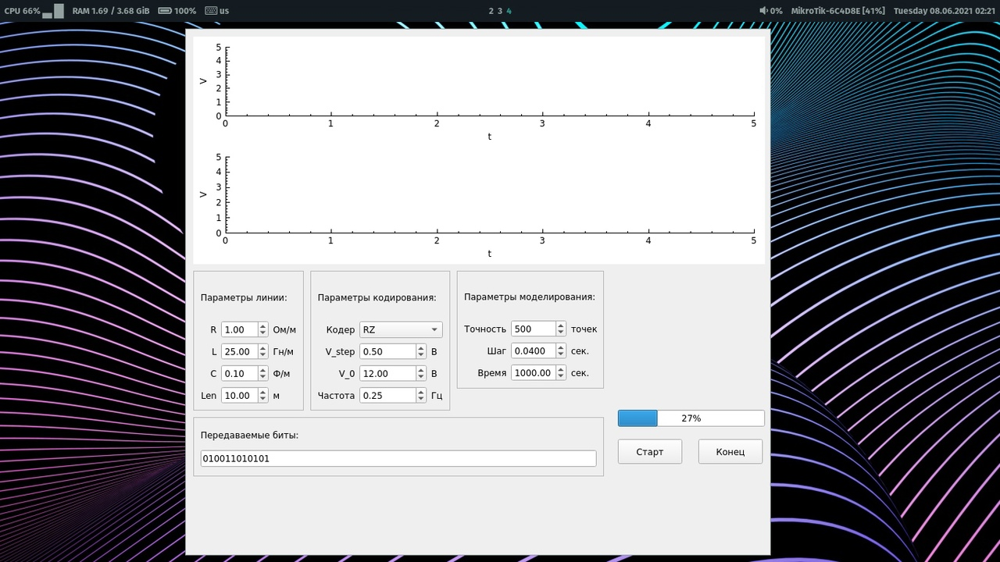 CPU 66% RAM 1.69 / 3.68 GiB 100% us 2 3 4 0% MikroTik-6C4D8E [41%] Tuesday 08.06.2021 02:21
5
4
3
2
1
0
V
0 1 2 3 4 5
t
5
4
3
2
1
0
V
0 1 2 3 4 5
t
Параметры линии:
R 1.00 Ом/м
L 25.00 Гн/м
C 0.10 Ф/м
Len 10.00 м
Параметры кодирования:
Кодер RZ
V_step 0.50 В
V_0 12.00 В
Частота 0.25 Гц
Параметры моделирования:
Точность 500 точек
Шаг 0.0400 сек.
Время 1000.00 сек.
27%
Передаваемые биты:
010011010101
Старт Конец